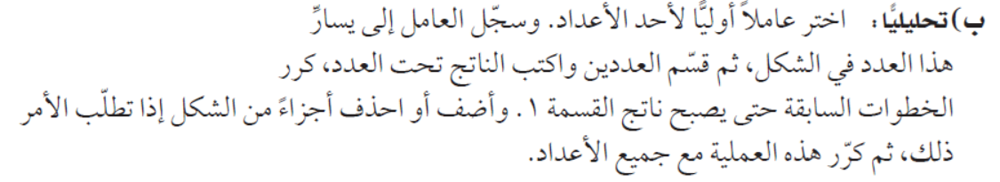 ب) تحليليًّا: اختر عاملاً أوليًّا لأحد الأعداد. وسجّل العامل إلى يسارِّ
هذا العدد في الشكل، ثم قسّم العددين واكتب الناتج تحت العدد، كرر
الخطوات السابقة حتى يصبح ناتج القسمة ١. وأضف أو احذف أجزاءً من الشكل إذا تطلّب الأمر
ذلك، ثم كرّر هذه العملية مع جميع الأعداد.